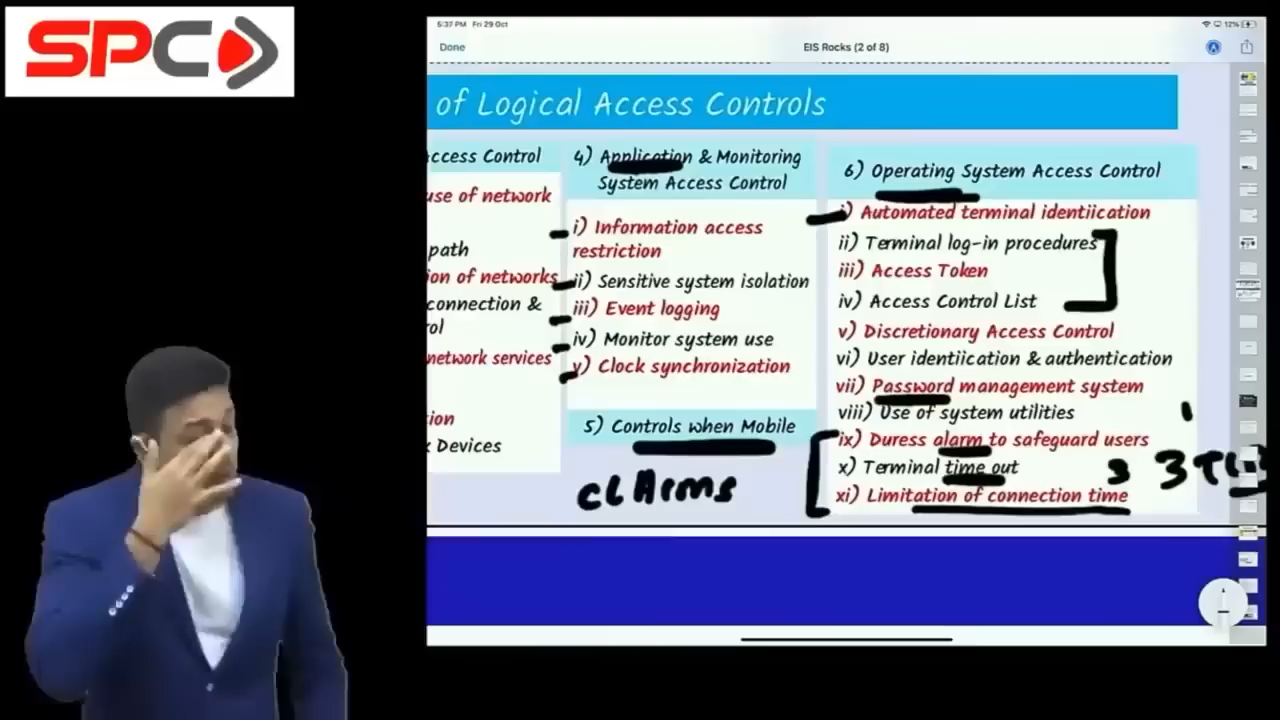 SPC
5:37 PM Fri 29 Oct
12%
Done
EIS Rocks (2 of 8)
of Logical Access Controls
ccess Control
use of network
path
ion of networks
connection &
rol
network services
tion
k Devices
4) Application & Monitoring
System Access Control
i) Information access
restriction
ii) Sensitive system isolation
iii) Event logging
iv) Monitor system use
v) Clock synchronization
5) Controls when Mobile
cLArms
6) Operating System Access Control
i) Automated terminal identiication
ii) Terminal log-in procedures
iii) Access Token
iv) Access Control List
v) Discretionary Access Control
vi) User identiication & authentication
vii) Password management system
viii) Use of system utilities
ix) Duress alarm to safeguard users
x) Terminal time out
xi) Limitation of connection time